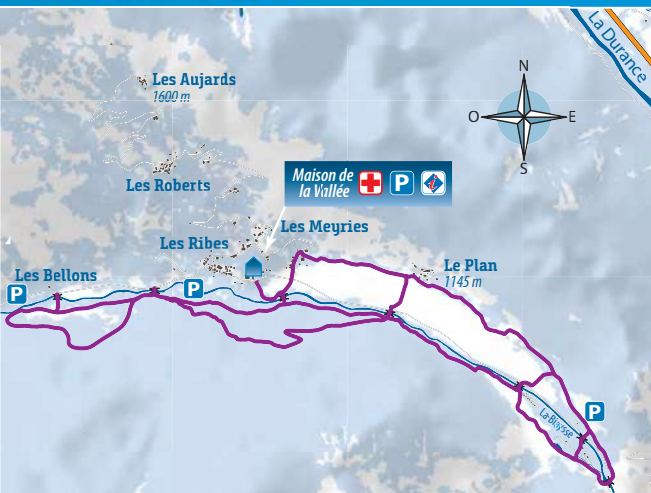 La Durance
Les Aujards
1600 m
N
O
E
S
Maison de
la Vallée
P
i
Les Roberts
Les Meyries
Les Ribes
Les Bellons
P
P
Le Plan
1145 m
P
La Biaysse